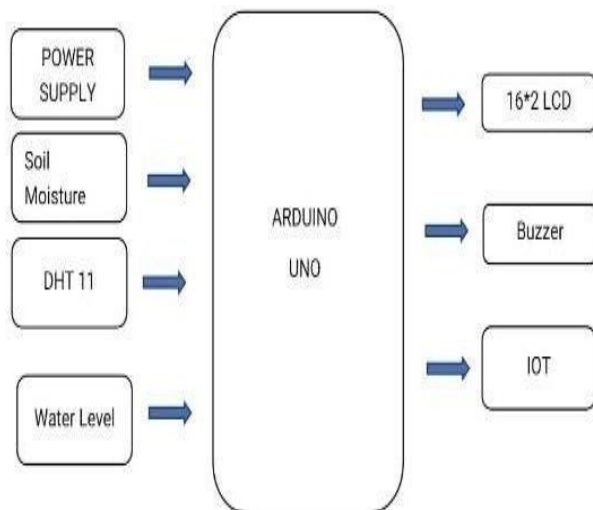 POWER
SUPPLY
Soil
Moisture
DHT 11
Water Level
ARDUINO
UNO
16*2 LCD
Buzzer
IOT